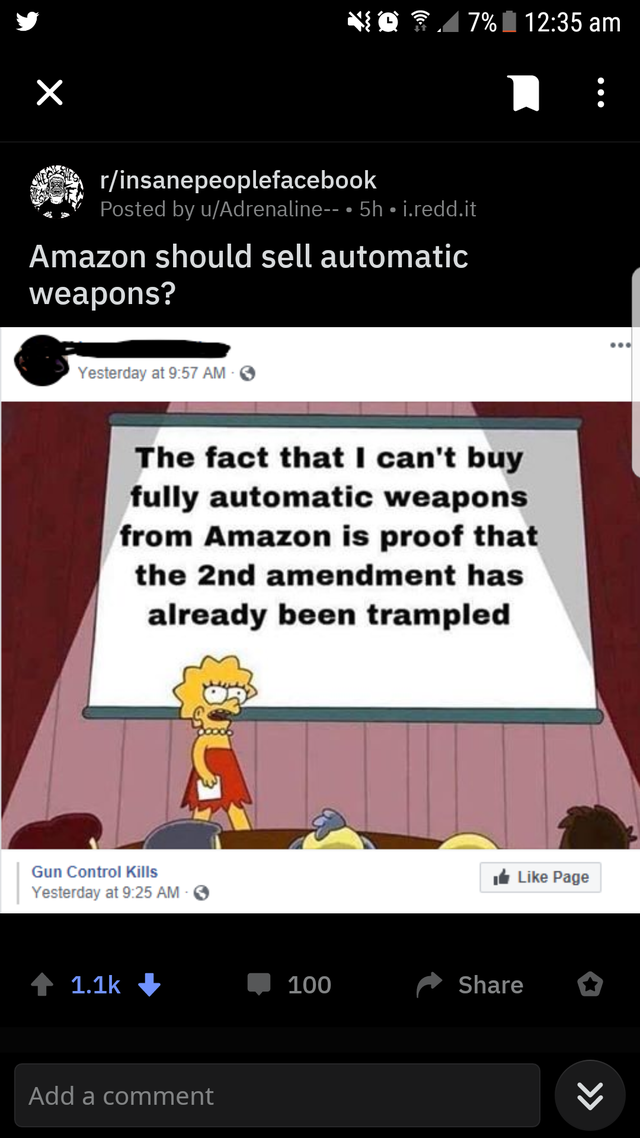 7% 12:35 am
r/insanepeoplefacebook
Posted by u/Adrenaline-- • 5h • i.redd.it
Amazon should sell automatic
weapons?
Yesterday at 9:57 AM ·
The fact that I can't buy
fully automatic weapons
from Amazon is proof that
the 2nd amendment has
already been trampled
Gun Control Kills
Yesterday at 9:25 AM ·
Like Page
1.1k 100 Share
Add a comment